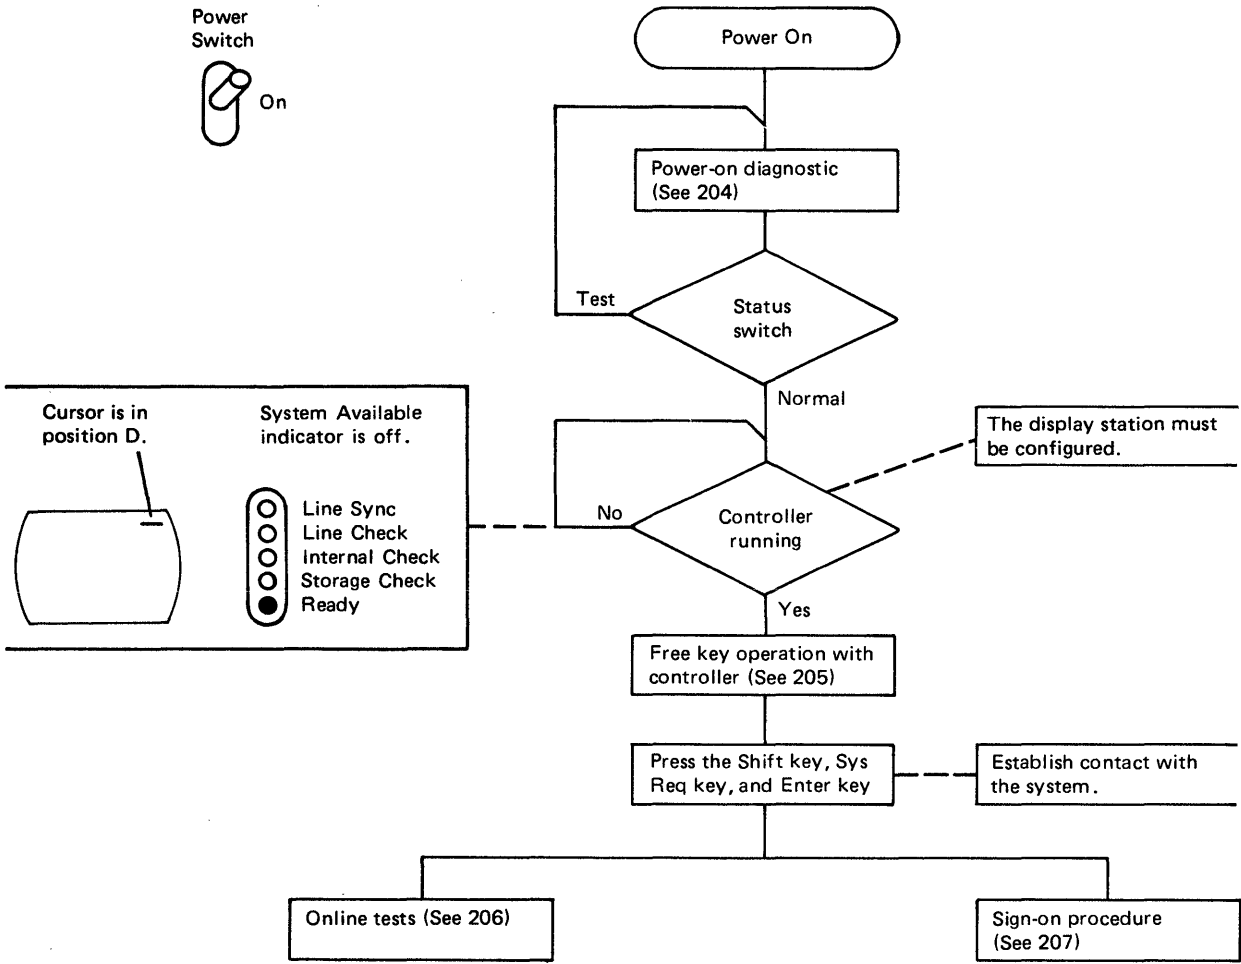 Power
Switch
On
Power On
Power-on diagnostic
(See 204)
Test
Status
switch
Normal
Cursor is in
position D.
System Available
indicator is off.
Line Sync
Line Check
Internal Check
Storage Check
Ready
The display station must
be configured.
No
Controller
running
Yes
Free key operation with
controller (See 205)
Press the Shift key, Sys
Req key, and Enter key
Establish contact with
the system.
Online tests (See 206)
Sign-on procedure
(See 207)